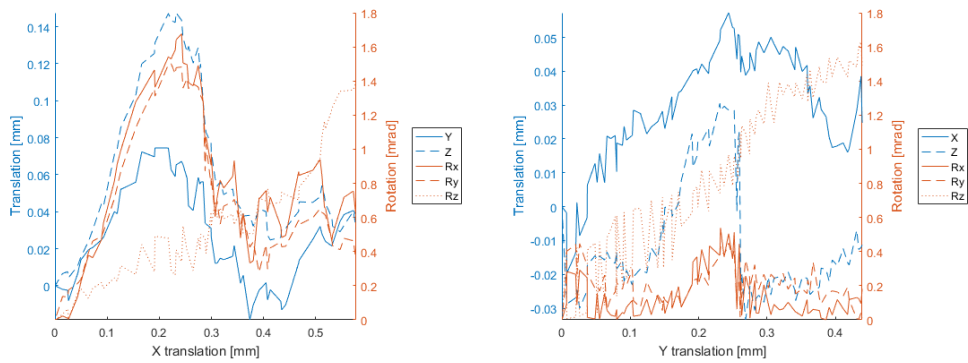 Translation [mm]
0.14
0.12
0.1
0.08
0.06
0.04
0.02
0
0 0.1 0.2 0.3 0.4 0.5
X translation [mm]
1.8
1.6
1.4
1.2
1
0.8
0.6
0.4
0.2
0
Rotation [mrad]
Y
Z
Rx
Ry
Rz
Translation [mm]
0.05
0.04
0.03
0.02
0.01
0
-0.01
-0.02
-0.03
0 0.1 0.2 0.3 0.4
Y translation [mm]
1.8
1.6
1.4
1.2
1
0.8
0.6
0.4
0.2
0
Rotation [mrad]
X
Z
Rx
Ry
Rz